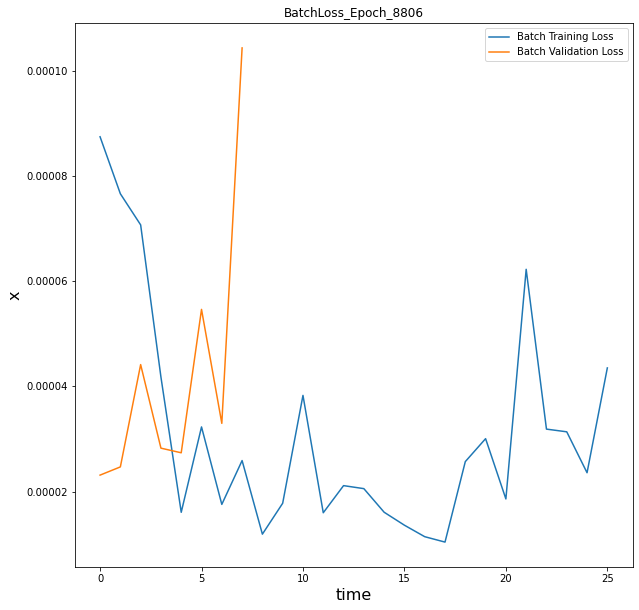 BatchLoss_Epoch_8806
Batch Training Loss
Batch Validation Loss
0.00010
0.00008
0.00006
0.00004
0.00002
x
0 5 10 15 20 25
time